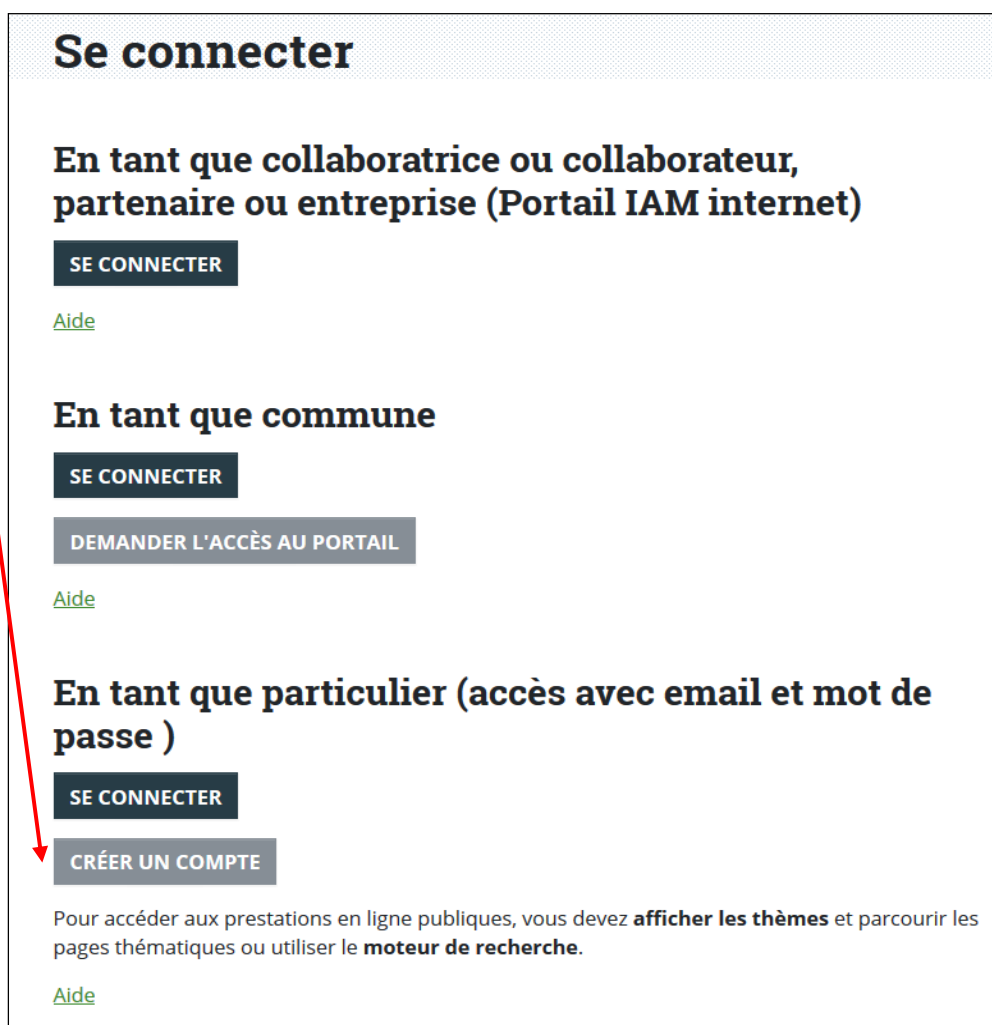 Se connecter
En tant que collaboratrice ou collaborateur,
partenaire ou entreprise (Portail IAM internet)
SE CONNECTER
Aide
En tant que commune
SE CONNECTER
DEMANDER L'ACCÈS AU PORTAIL
Aide
En tant que particulier (accès avec email et mot de
passe )
SE CONNECTER
CRÉER UN COMPTE
Pour accéder aux prestations en ligne publiques, vous devez afficher les thèmes et parcourir les
pages thématiques ou utiliser le moteur de recherche.
Aide